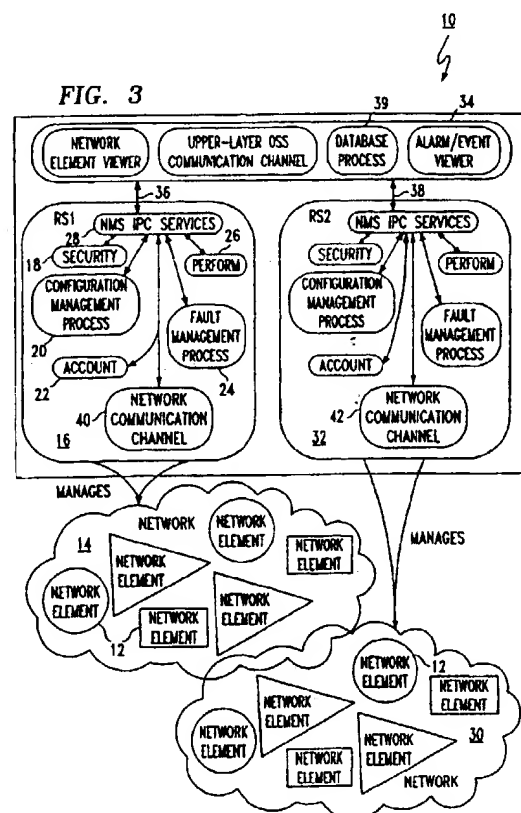 10
FIG. 3
39
34
NETWORK
ELEMENT VIEWER
UPPER-LAYER OSS
COMMUNICATION CHANNEL
DATABASE
PROCESS
ALARM/EVENT
VIEWER
36
38
RS1
NMS IPC SERVICES
28
26
SECURITY
18
PERFORM
CONFIGURATION
MANAGEMENT
PROCESS
20
FAULT
MANAGEMENT
PROCESS
24
ACCOUNT
22
40
NETWORK
COMMUNICATION
CHANNEL
16
RS2
NMS IPC SERVICES
SECURITY
PERFORM
CONFIGURATION
MANAGEMENT
PROCESS
FAULT
MANAGEMENT
PROCESS
ACCOUNT
42
NETWORK
COMMUNICATION
CHANNEL
32
MANAGES
MANAGES
14
NETWORK
NETWORK
ELEMENT
NETWORK
ELEMENT
NETWORK
ELEMENT
NETWORK
ELEMENT
NETWORK
ELEMENT
12
NETWORK
ELEMENT
12
NETWORK
ELEMENT
NETWORK
ELEMENT
NETWORK
ELEMENT
NETWORK
ELEMENT
NETWORK
ELEMENT
NETWORK
ELEMENT
30
NETWORK